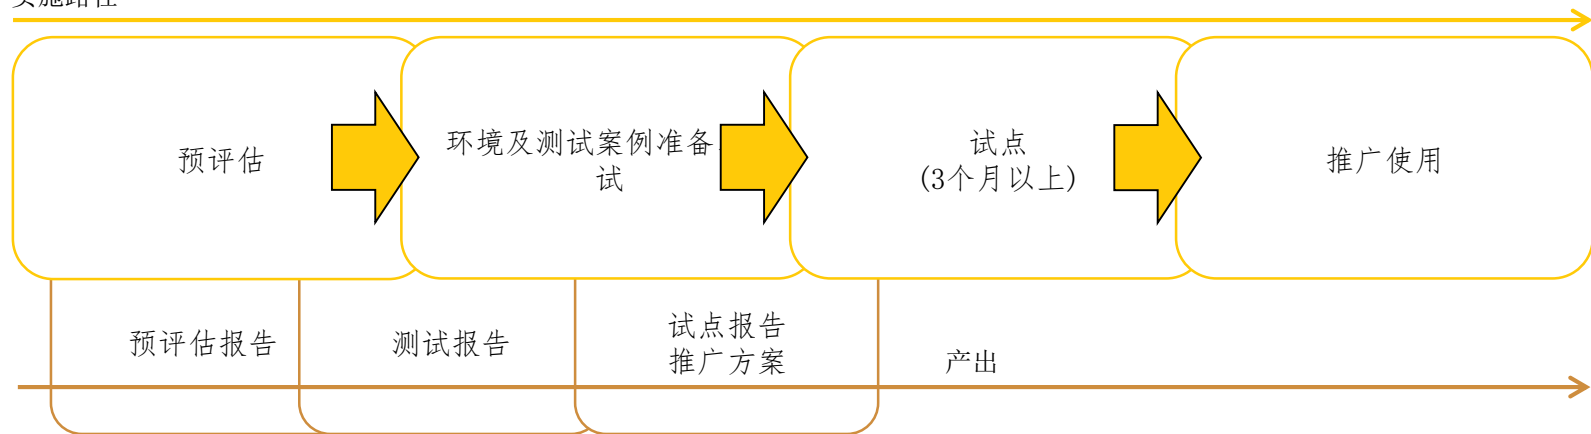 预评估
环境及测试案例准备
试
试点
(3个月以上)
推广使用
预评估报告
测试报告
试点报告
推广方案
产出